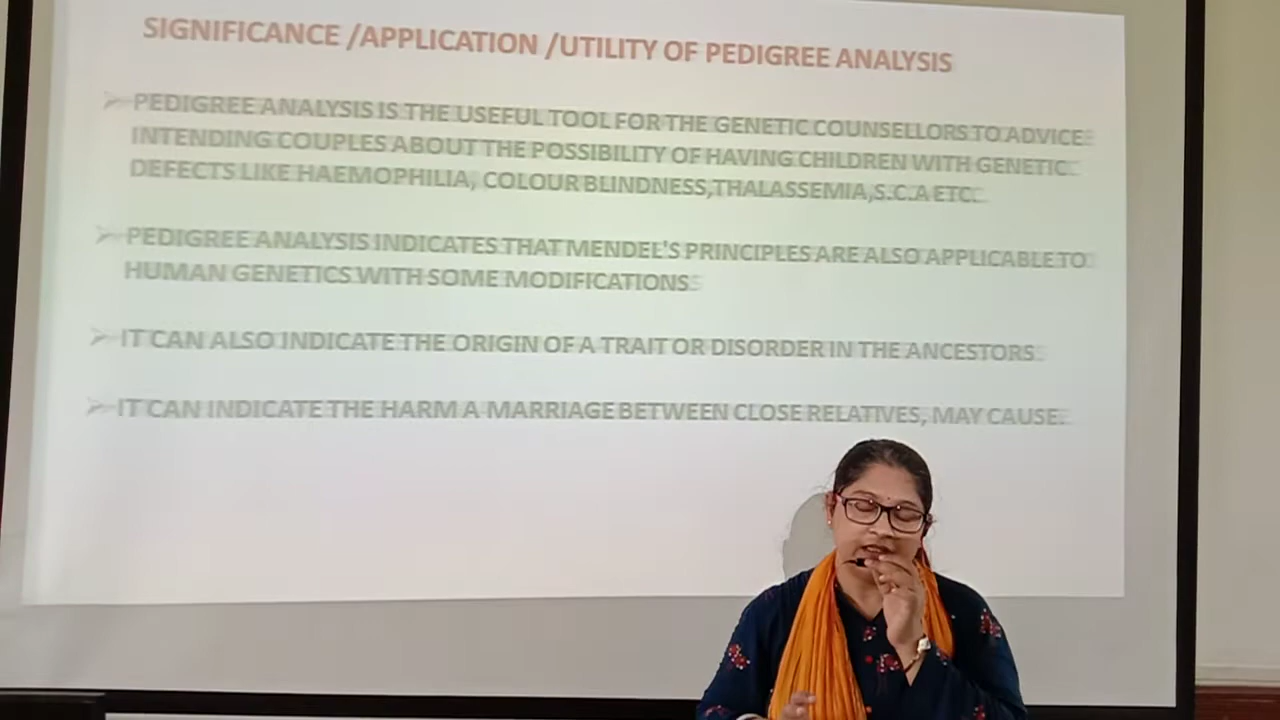 SIGNIFICANCE /APPLICATION /UTILITY OF PEDIGREE ANALYSIS
PEDIGREE ANALYSIS IS THE USEFUL TOOL FOR THE GENETIC COUNSELLORS TO ADVICE
INTENDING COUPLES ABOUT THE POSSIBILITY OF HAVING CHILDREN WITH GENETIC
DEFECTS LIKE HAEMOPHILIA, COLOUR BLINDNESS,THALASSEMIA,S.C.A ETC.
PEDIGREE ANALYSIS INDICATES THAT MENDEL'S PRINCIPLES ARE ALSO APPLICABLE TO
HUMAN GENETICS WITH SOME MODIFICATIONS
IT CAN ALSO INDICATE THE ORIGIN OF A TRAIT OR DISORDER IN THE ANCESTORS.
IT CAN INDICATE THE HARM A MARRIAGE BETWEEN CLOSE RELATIVES, MAY CAUSE.